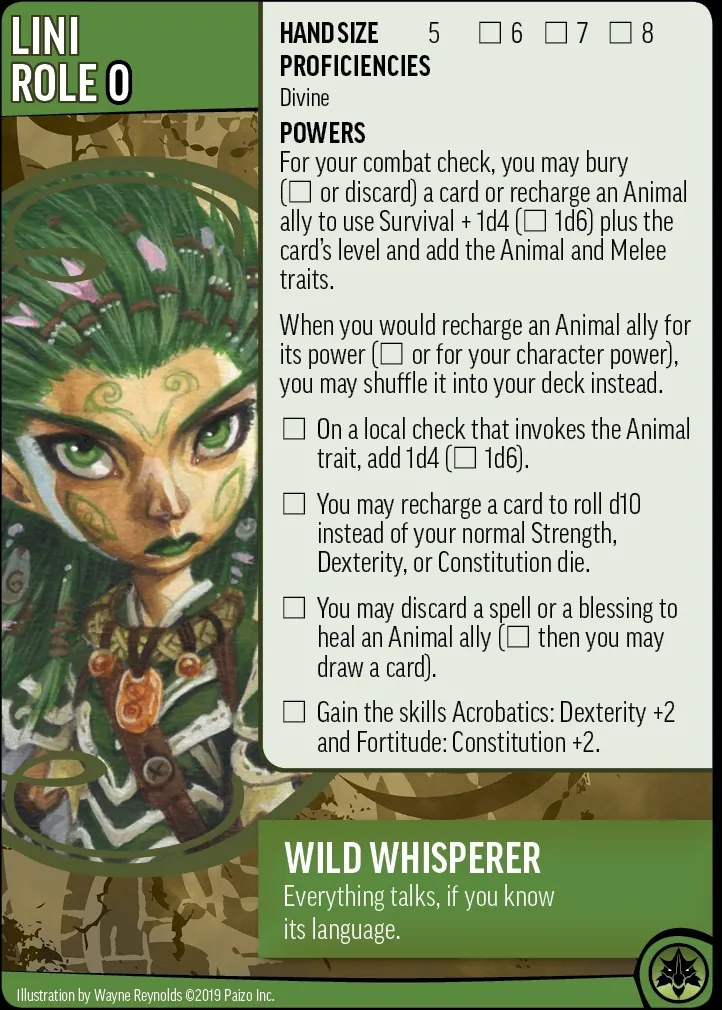 LINI
ROLE 0
HAND SIZE 5 ☐ 6 ☐ 7 ☐ 8
PROFICIENCIES
Divine
POWERS
For your combat check, you may bury
(☐ or discard) a card or recharge an Animal
ally to use Survival + 1d4 (☐ 1d6) plus the
card's level and add the Animal and Melee
traits.
When you would recharge an Animal ally for
its power (☐ or for your character power),
you may shuffle it into your deck instead.
☐ On a local check that invokes the Animal
trait, add 1d4 (☐ 1d6).
☐ You may recharge a card to roll d10
instead of your normal Strength,
Dexterity, or Constitution die.
☐ You may discard a spell or a blessing to
heal an Animal ally (☐ then you may
draw a card).
☐ Gain the skills Acrobatics: Dexterity +2
and Fortitude: Constitution +2.
WILD WHISPERER
Everything talks, if you know
its language.
Illustration by Wayne Reynolds ©2019 Paizo Inc.